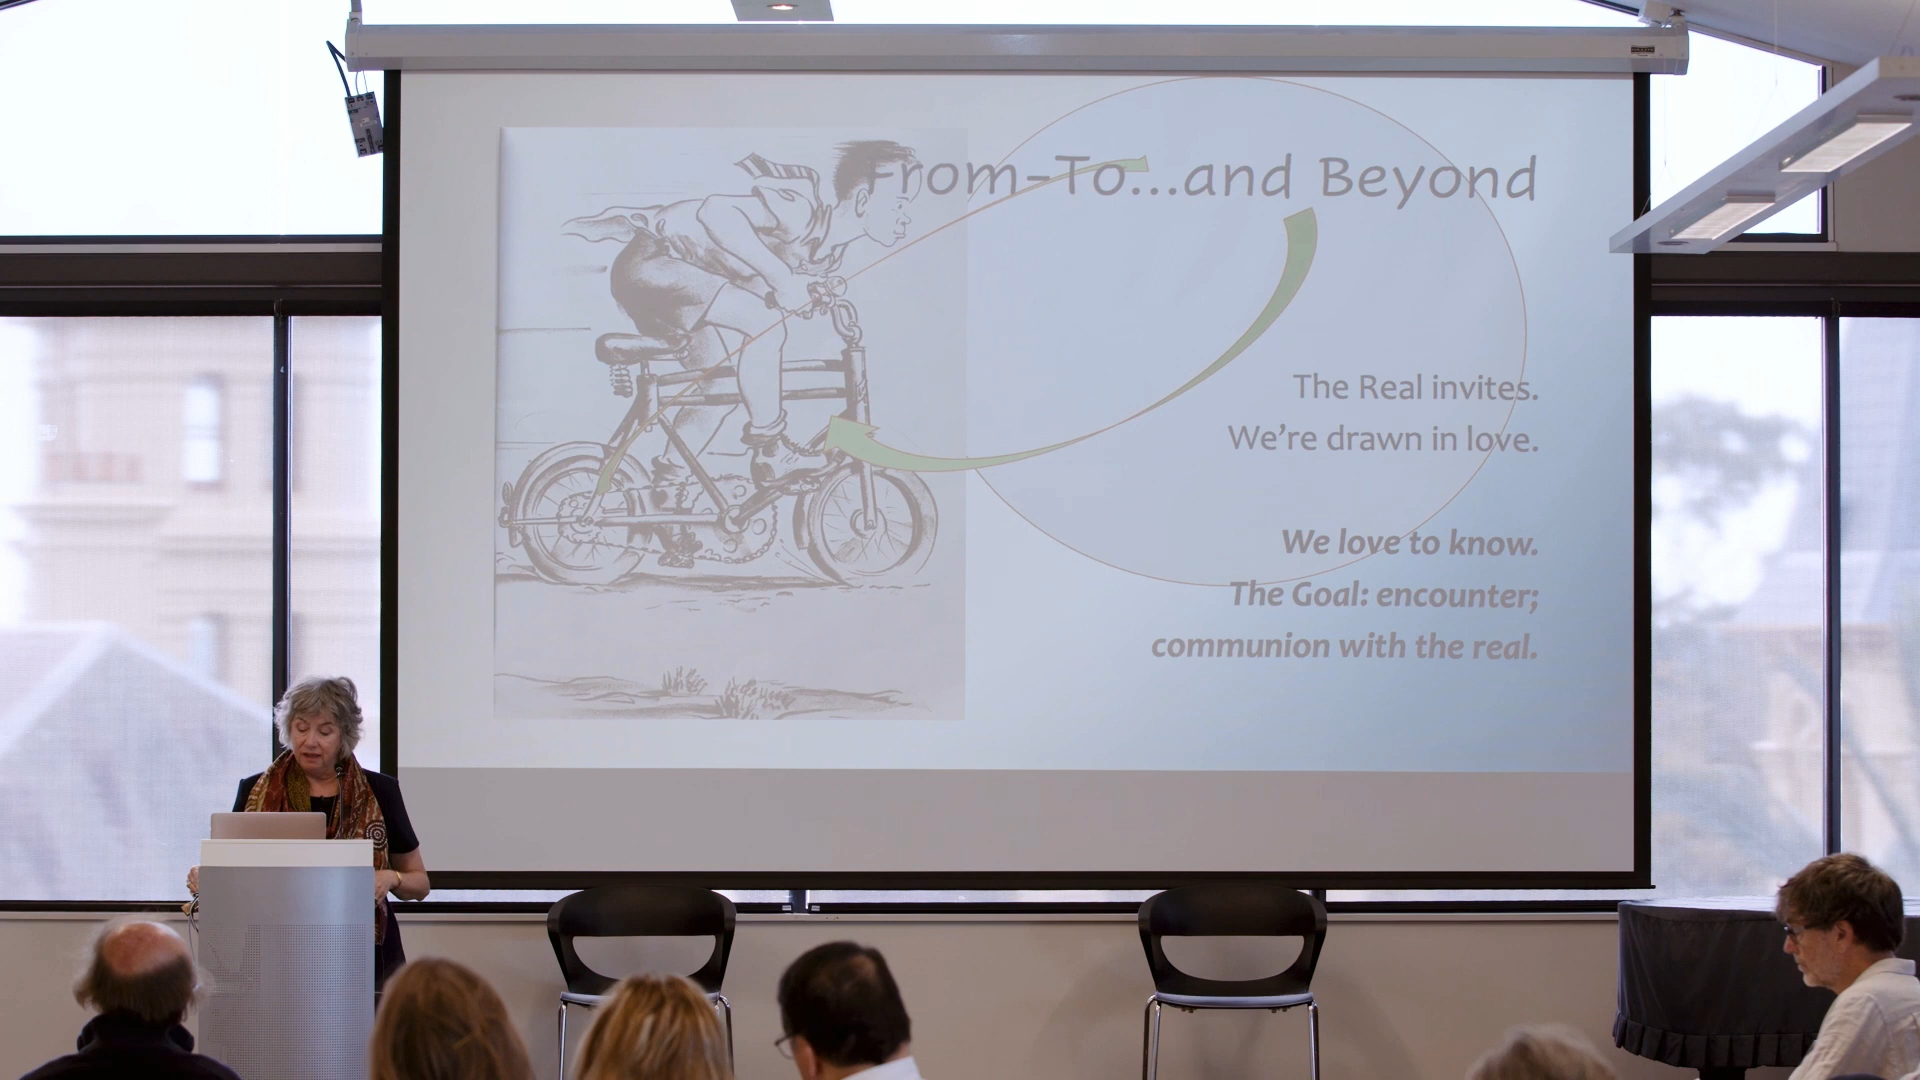 From-To...and Beyond
The Real invites.
We're drawn in love.
We love to know.
The Goal: encounter;
communion with the real.